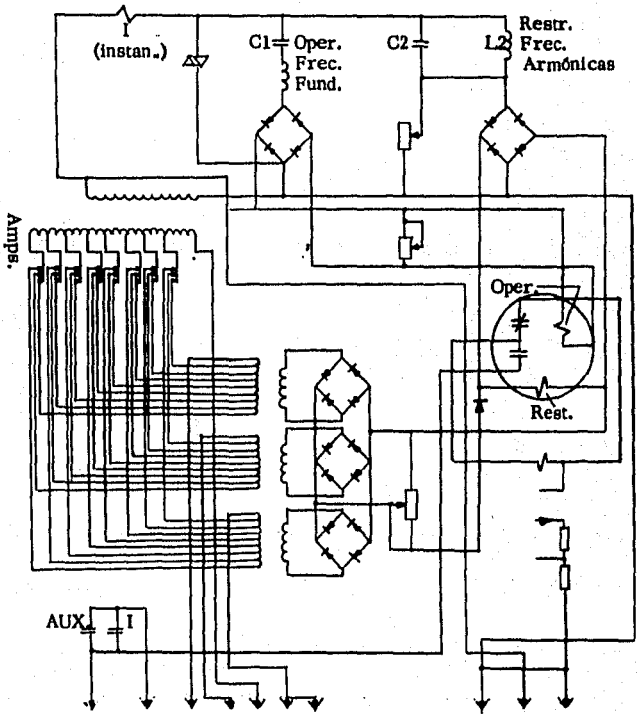 I
(instan.)
C1
Oper.
Frec.
Fund.
C2
L2
Restr.
Frec.
Armónicas
Amps.
Oper.
Rest.
AUX
I